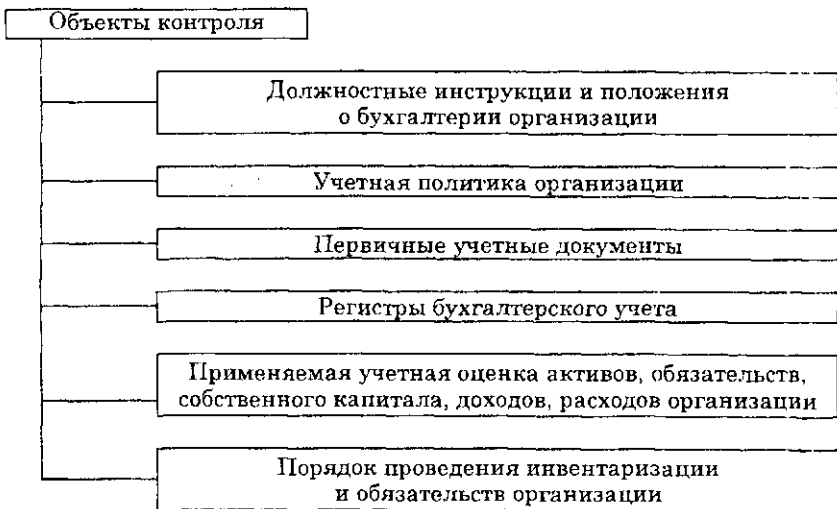 Объекты контроля
Должностные инструкции и положения
о бухгалтерии организации
Учетная политика организации
Первичные учетные документы
Регистры бухгалтерского учета
Применяемая учетная оценка активов, обязательств,
собственного капитала, доходов, расходов организации
Порядок проведения инвентаризации
и обязательств организации